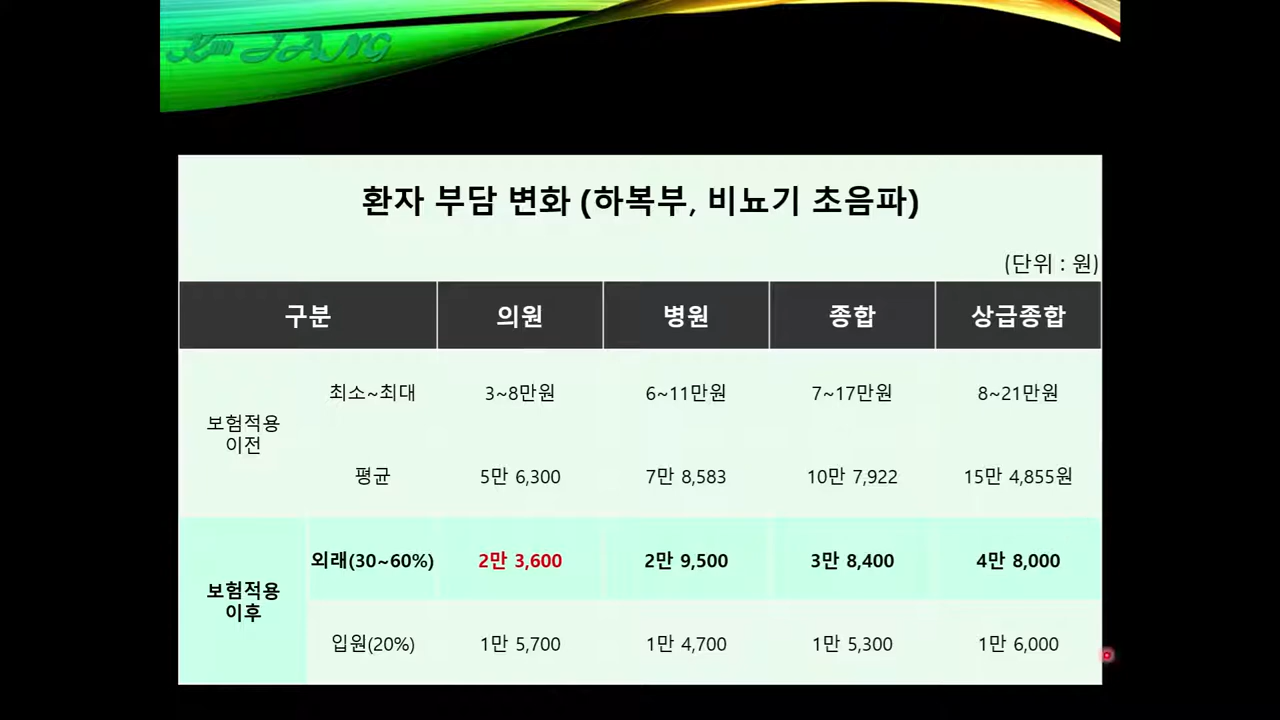 Km JANG
환자 부담 변화 (하복부, 비뇨기 초음파)
(단위 : 원)
구분 의원 병원 종합 상급종합
보험적용
이전
최소~최대 3~8만원 6~11만원 7~17만원 8~21만원
평균 5만 6,300 7만 8,583 10만 7,922 15만 4,855원
보험적용
이후
외래(30~60%) 2만 3,600 2만 9,500 3만 8,400 4만 8,000
입원(20%) 1만 5,700 1만 4,700 1만 5,300 1만 6,000